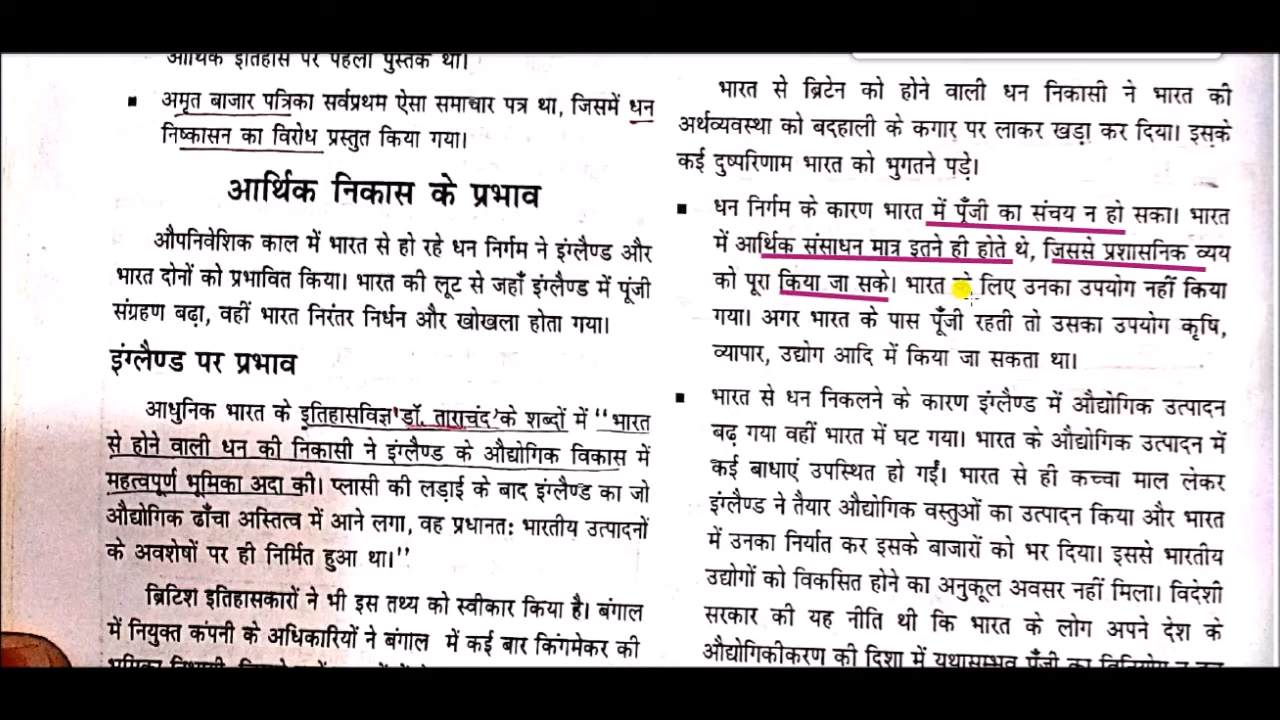 आर्थिक इतिहास पर पहली पुस्तक थी।
▪ अमृत बाजार पत्रिका सर्वप्रथम ऐसा समाचार पत्र था, जिसमें धन
निष्कासन का विरोध प्रस्तुत किया गया।
आर्थिक निकास के प्रभाव
औपनिवेशिक काल में भारत से हो रहे धन निर्गम ने इंग्लैण्ड और
भारत दोनों को प्रभावित किया। भारत की लूट से जहाँ इंग्लैण्ड में पूंजी
संग्रहण बढ़ा, वहीं भारत निरंतर निर्धन और खोखला होता गया।
इंग्लैण्ड पर प्रभाव
आधुनिक भारत के इतिहासविज्ञ'डॉ. ताराचंद'के शब्दों में ''भारत
से होने वाली धन की निकासी ने इंग्लैण्ड के औद्योगिक विकास में
महत्वपूर्ण भूमिका अदा की। प्लासी की लड़ाई के बाद इंग्लैण्ड का जो
औद्योगिक ढाँचा अस्तित्व में आने लगा, वह प्रधानत: भारतीय उत्पादनों
के अवशेषों पर ही निर्मित हुआ था।''
ब्रिटिश इतिहासकारों ने भी इस तथ्य को स्वीकार किया है। बंगाल
में नियुक्त कंपनी के अधिकारियों ने बंगाल में कई बार किंगमेकर की
भारत से ब्रिटेन को होने वाली धन निकासी ने भारत की
अर्थव्यवस्था को बदहाली के कगार पर लाकर खड़ा कर दिया। इसके
कई दुष्परिणाम भारत को भुगतने पड़े।
▪ धन निर्गम के कारण भारत में पूँजी का संचय न हो सका। भारत
में आर्थिक संसाधन मात्र इतने ही होते थे, जिससे प्रशासनिक व्यय
को पूरा किया जा सके। भारत के लिए उनका उपयोग नहीं किया
गया। अगर भारत के पास पूँजी रहती तो उसका उपयोग कृषि,
व्यापार, उद्योग आदि में किया जा सकता था।
▪ भारत से धन निकलने के कारण इंग्लैण्ड में औद्योगिक उत्पादन
बढ़ गया वहीं भारत में घट गया। भारत के औद्योगिक उत्पादन में
कई बाधाएं उपस्थित हो गईं। भारत से ही कच्चा माल लेकर
इंग्लैण्ड ने तैयार औद्योगिक वस्तुओं का उत्पादन किया और भारत
में उनका निर्यात कर इसके बाजारों को भर दिया। इससे भारतीय
उद्योगों को विकसित होने का अनुकूल अवसर नहीं मिला। विदेशी
सरकार की यह नीति थी कि भारत के लोग अपने देश के
औद्योगिकीकरण की दिशा में यथासम्भव पूँजी का विनियोग न कर